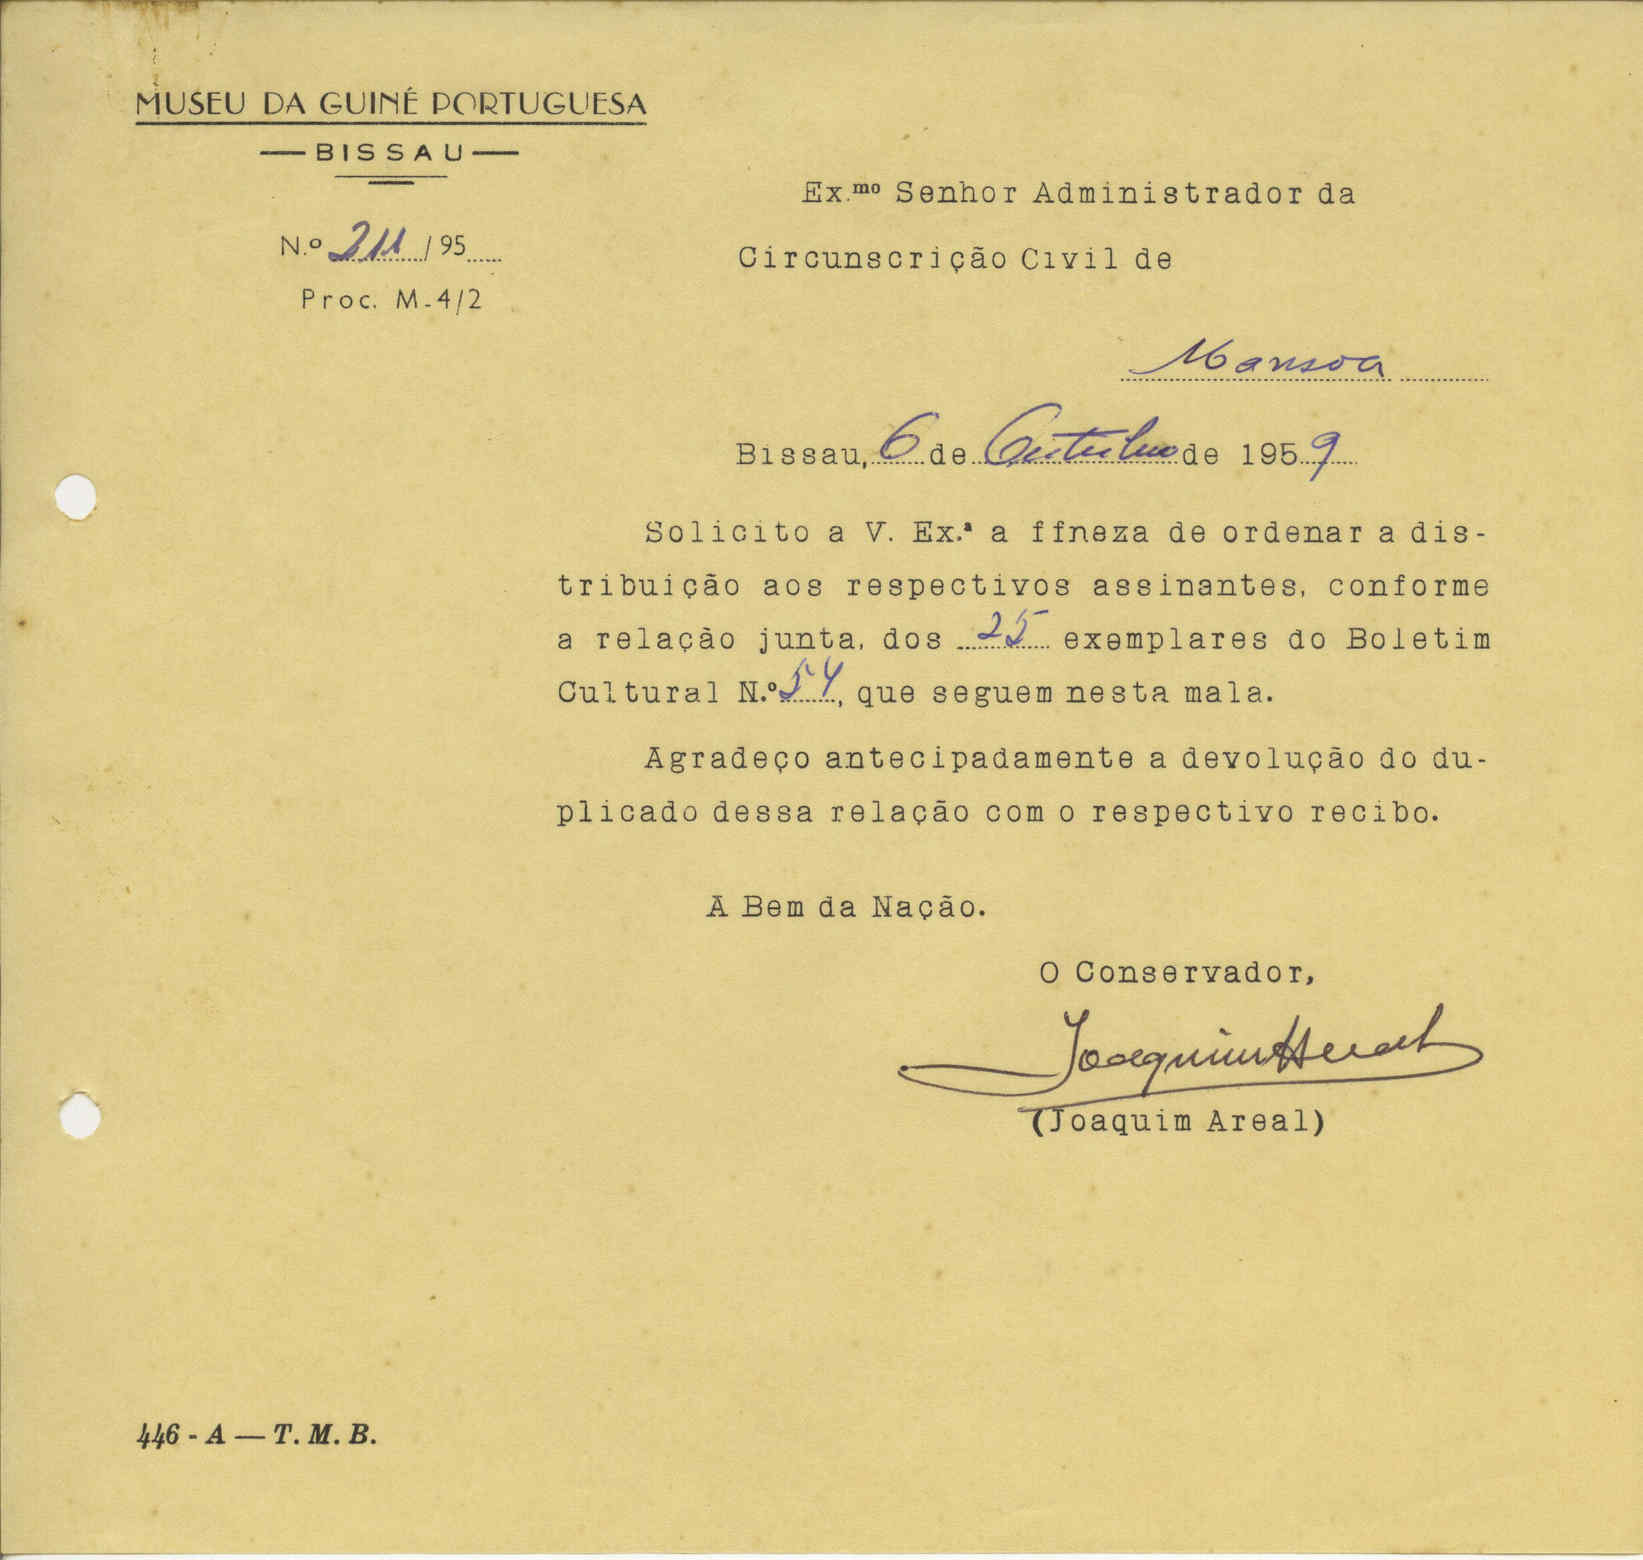 MUSEU DA GUINÉ PORTUGUESA
— BISSAU —
N.º 211 / 95
Proc. M-4/2
Ex.mo Senhor Administrador da
Circunscrição Civil de
Mansoa
Bissau, 6 de Outubro de 1959
Solicito a V. Ex.ª a ffneza de ordenar a dis-
tribuição aos respectivos assinantes, conforme
a relação junta, dos 25 exemplares do Boletim
Cultural N.º 54, que seguem nesta mala.
Agradeço antecipadamente a devolução do du-
plicado dessa relação com o respectivo recibo.
A Bem da Nação.
O Conservador,
Joaquim Areal
(Joaquim Areal)
446 - A — T. M. B.